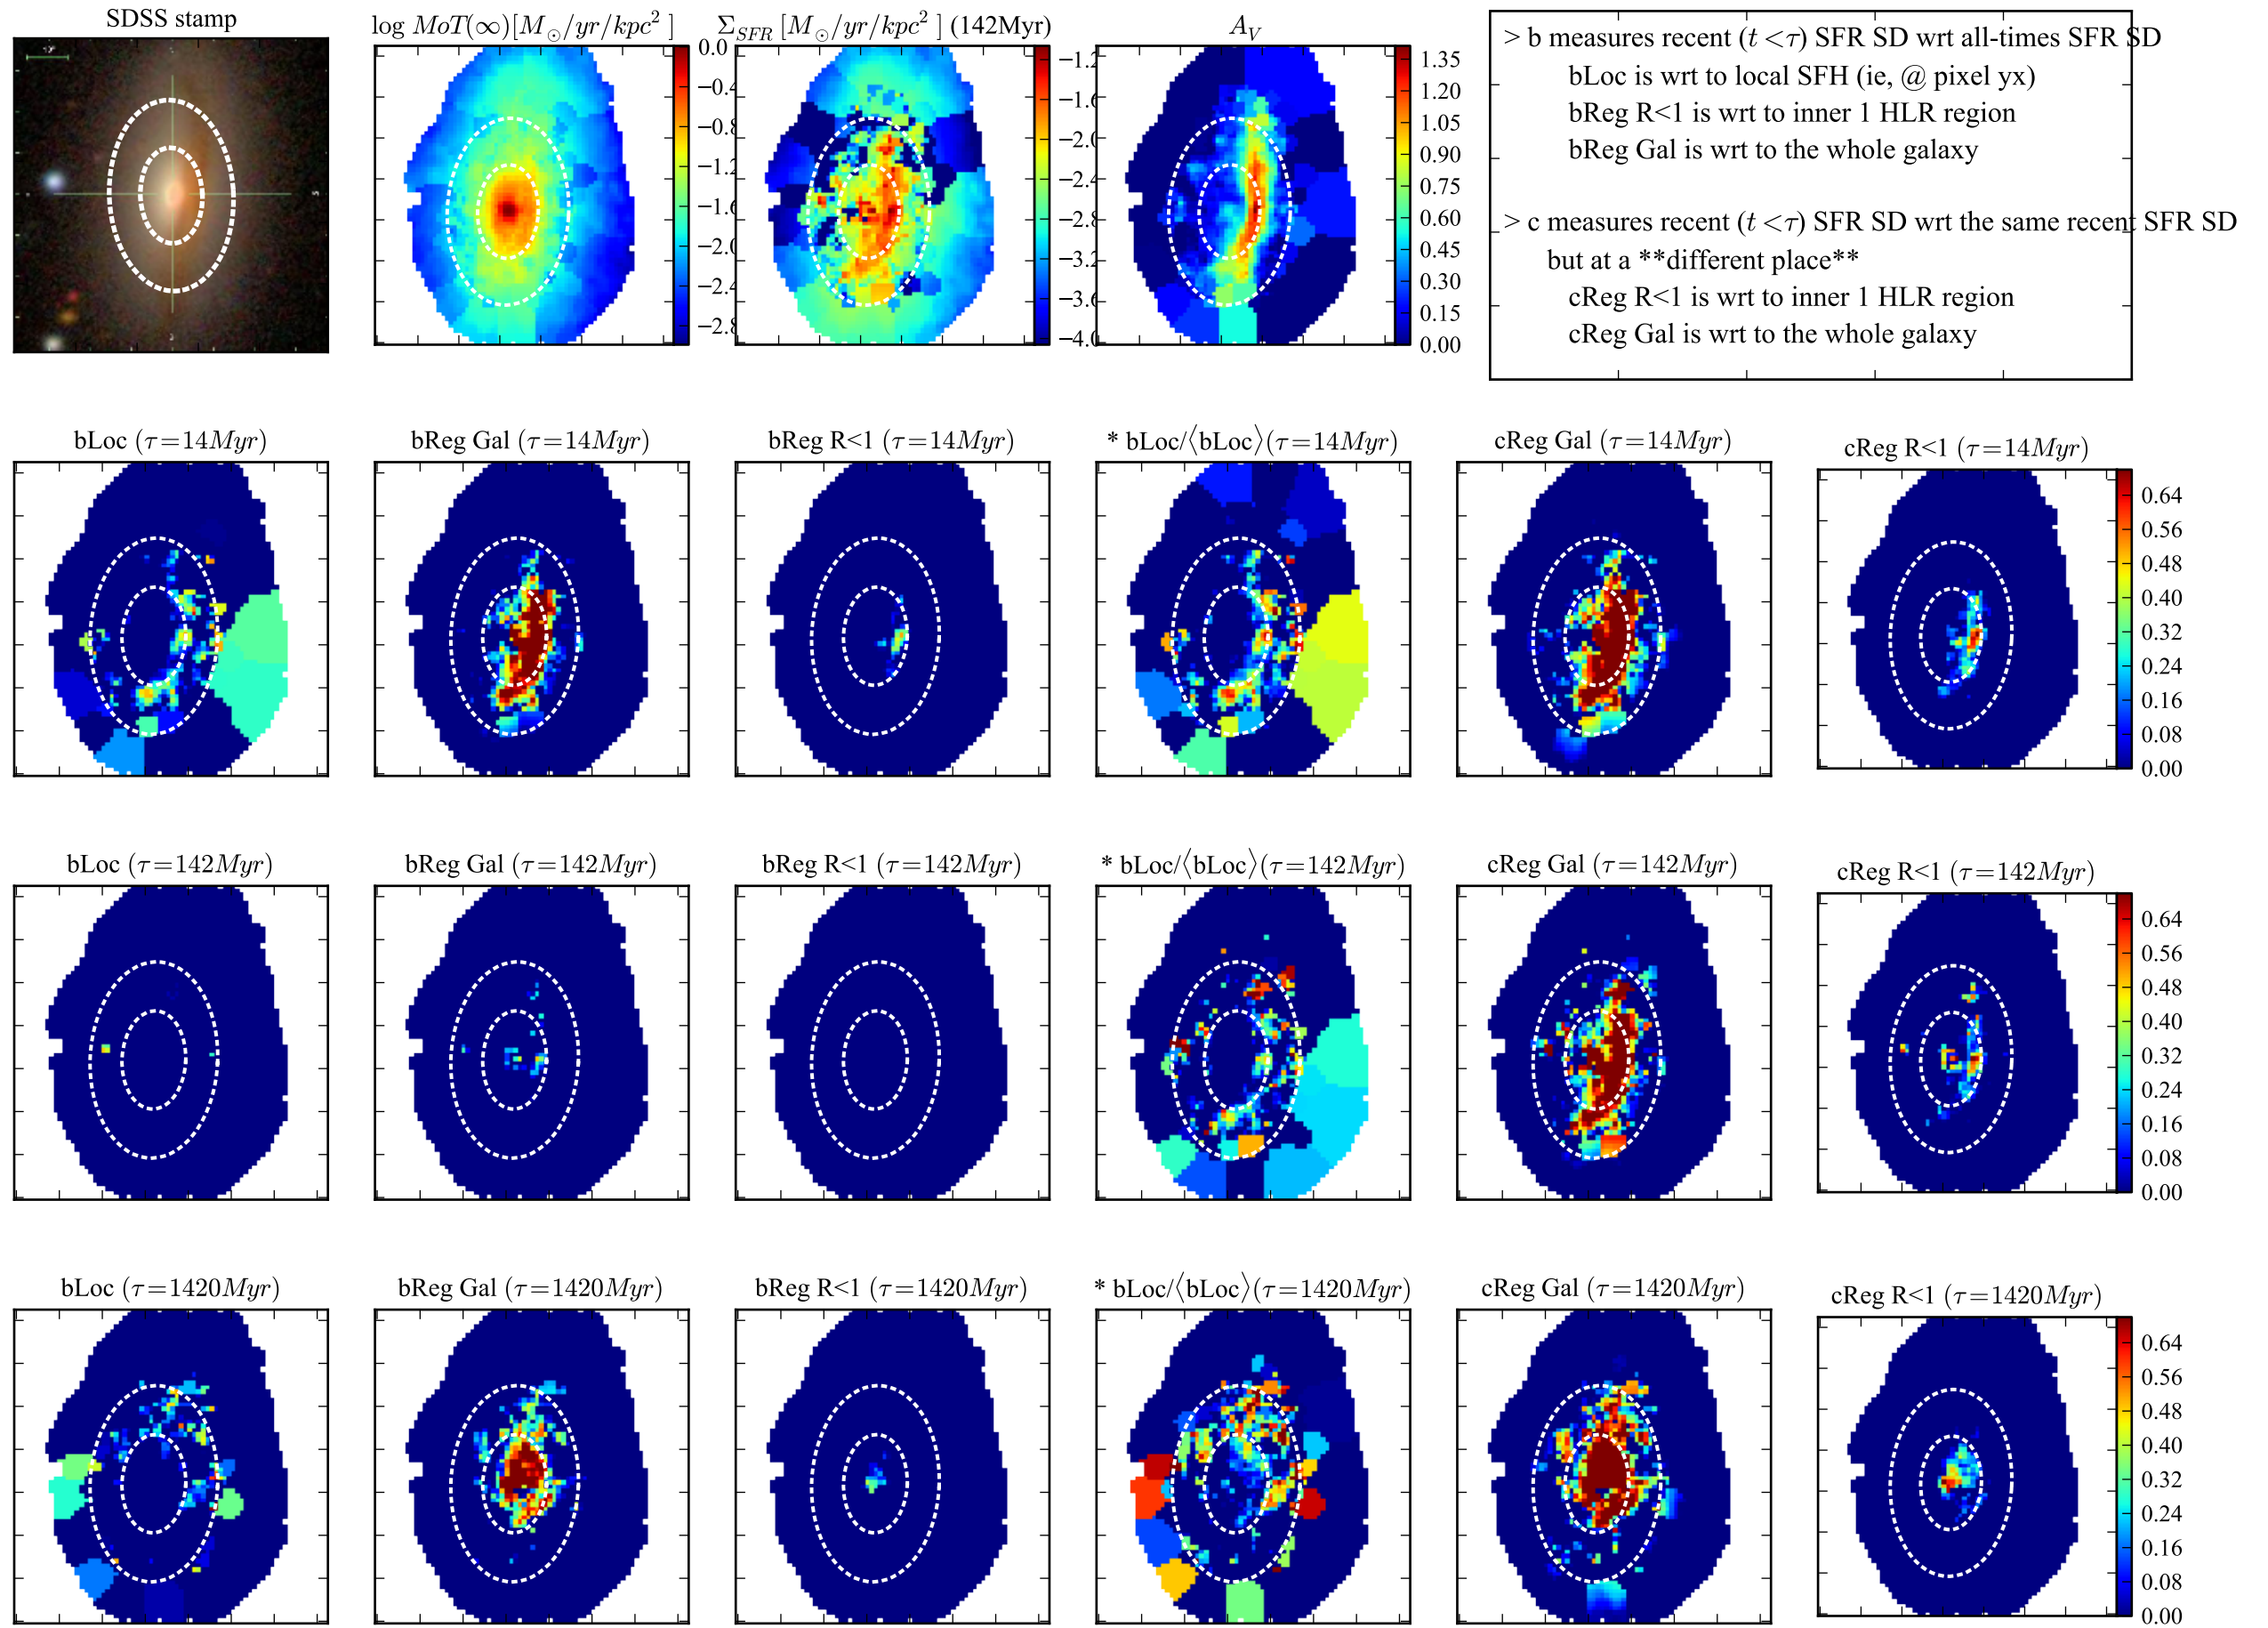 SDSS stamp
log MoT(∞)[M⊙/yr/kpc² ]
Σ_SFR [M⊙/yr/kpc² ] (142Myr)
A_V
0.0
−0.4
−0.8
−1.2
−1.6
−2.0
−2.4
−2.8
−1.2
−1.6
−2.0
−2.4
−2.8
−3.2
−3.6
−4.0
1.35
1.20
1.05
0.90
0.75
0.60
0.45
0.30
0.15
0.00
> b measures recent (t <τ) SFR SD wrt all-times SFR SD
bLoc is wrt to local SFH (ie, @ pixel yx)
bReg R<1 is wrt to inner 1 HLR region
bReg Gal is wrt to the whole galaxy
> c measures recent (t <τ) SFR SD wrt the same recent SFR SD
but at a **different place**
cReg R<1 is wrt to inner 1 HLR region
cReg Gal is wrt to the whole galaxy
bLoc (τ=14Myr)
bReg Gal (τ=14Myr)
bReg R<1 (τ=14Myr)
* bLoc/⟨bLoc⟩(τ=14Myr)
cReg Gal (τ=14Myr)
cReg R<1 (τ=14Myr)
0.64
0.56
0.48
0.40
0.32
0.24
0.16
0.08
0.00
bLoc (τ=142Myr)
bReg Gal (τ=142Myr)
bReg R<1 (τ=142Myr)
* bLoc/⟨bLoc⟩(τ=142Myr)
cReg Gal (τ=142Myr)
cReg R<1 (τ=142Myr)
0.64
0.56
0.48
0.40
0.32
0.24
0.16
0.08
0.00
bLoc (τ=1420Myr)
bReg Gal (τ=1420Myr)
bReg R<1 (τ=1420Myr)
* bLoc/⟨bLoc⟩(τ=1420Myr)
cReg Gal (τ=1420Myr)
cReg R<1 (τ=1420Myr)
0.64
0.56
0.48
0.40
0.32
0.24
0.16
0.08
0.00